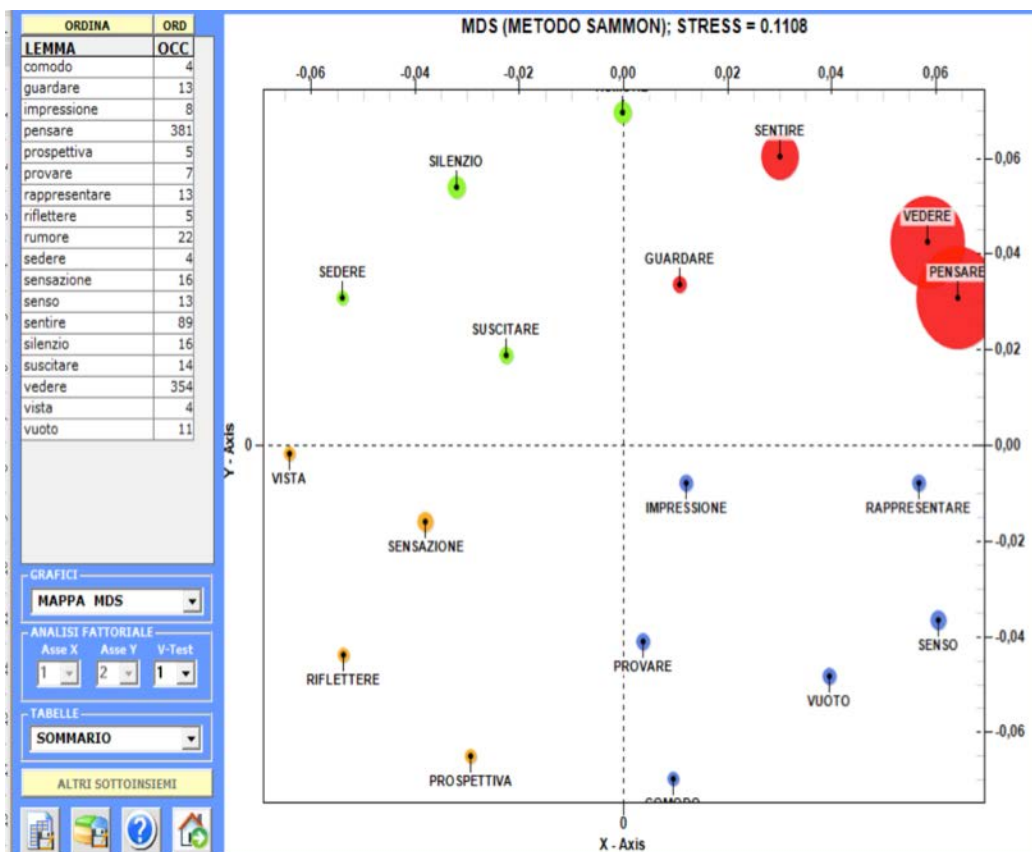 ORDINA ORD
LEMMA OCC
comodo 4
guardare 13
impressione 8
pensare 381
prospettiva 5
provare 7
rappresentare 13
riflettere 5
rumore 22
sedere 4
sensazione 16
senso 13
sentire 89
silenzio 16
suscitare 14
vedere 354
vista 4
vuoto 11
GRAFICI
MAPPA MDS
ANALISI FATTORIALE
Asse X Asse Y V-Test
1 2 1
TABELLE
SOMMARIO
ALTRI SOTTOINSIEMI
MDS (METODO SAMMON); STRESS = 0.1108
-0,06 -0,04 -0,02 0,00 0,02 0,04 0,06
SENTIRE
0,06
SILENZIO
VEDERE
0,04
GUARDARE
PENSARE
SEDERE
SUSCITARE
0,02
0 0,00
Y - Axis
VISTA
IMPRESSIONE RAPPRESENTARE
SENSAZIONE
-0,02
-0,04
SENSO
PROVARE
RIFLETTERE
VUOTO
-0,06
PROSPETTIVA
COMODO
0
X - Axis